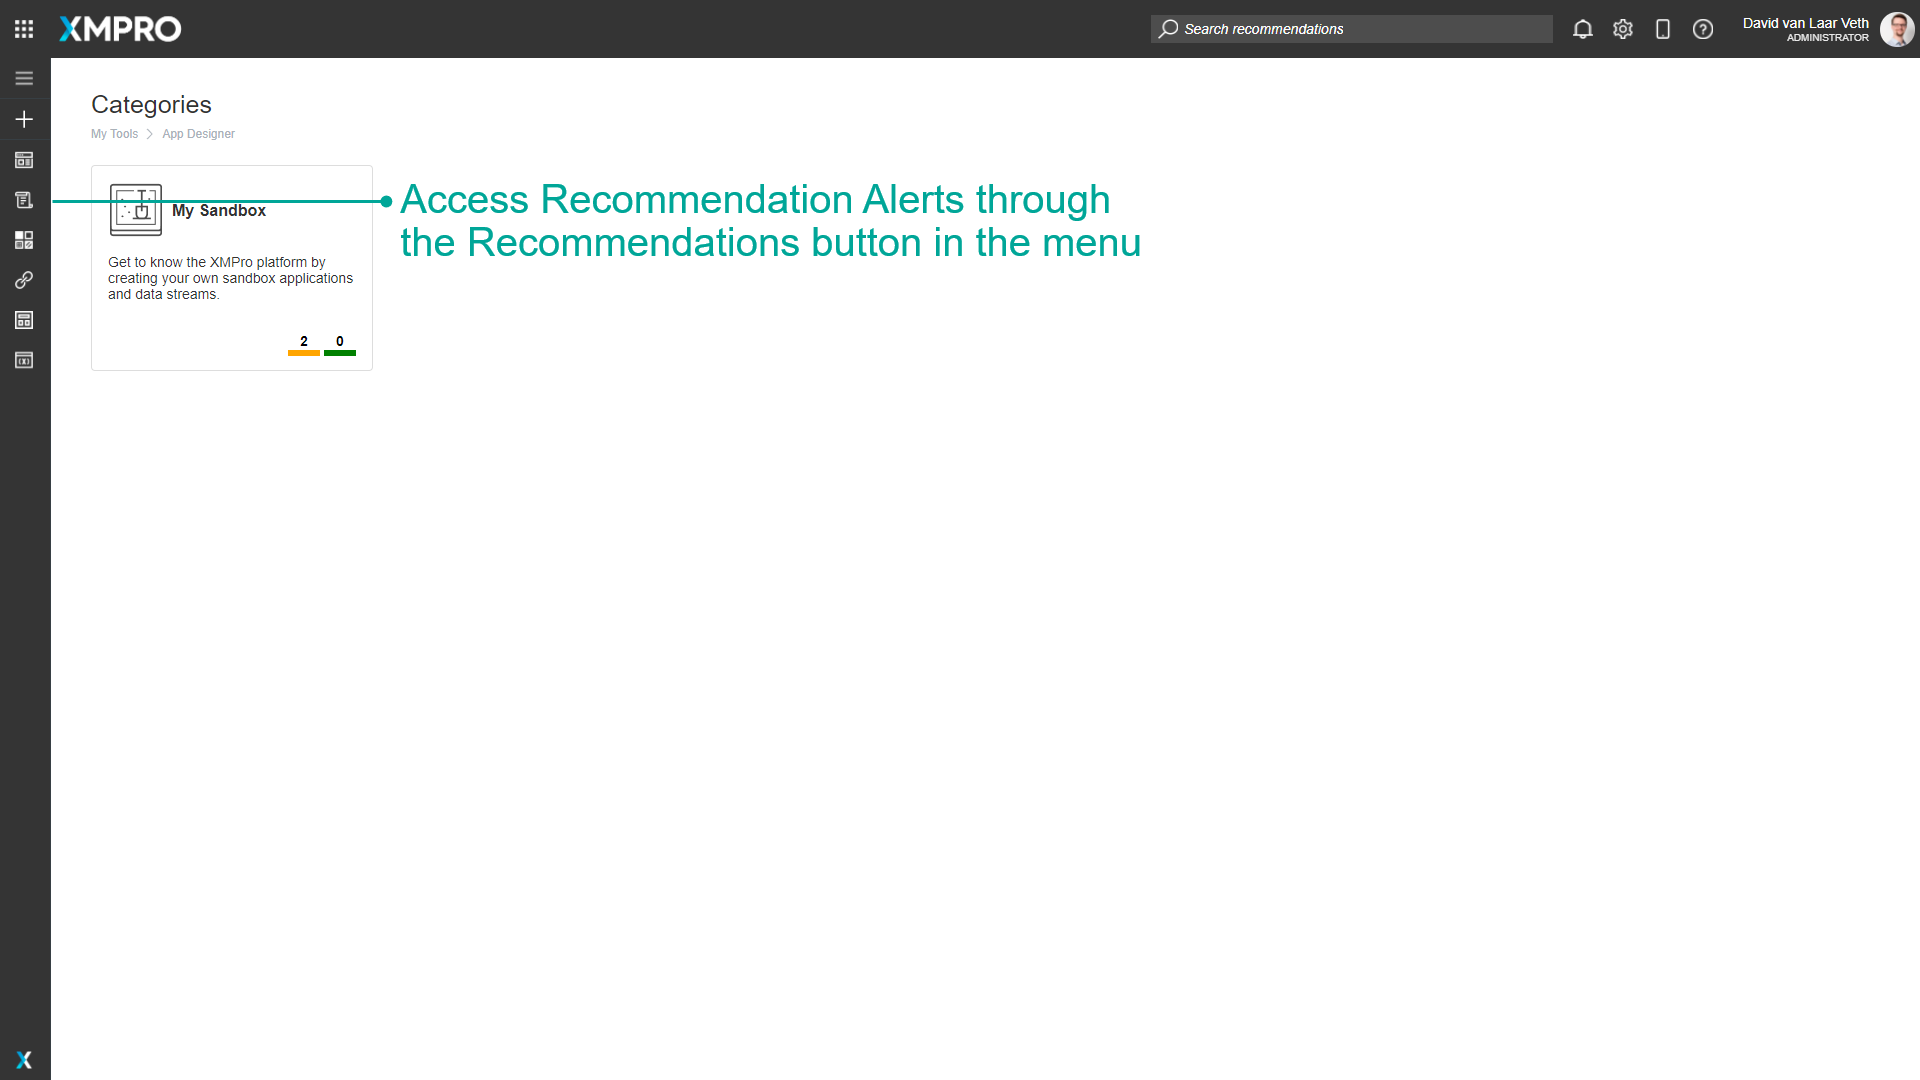 XMPRO
Search recommendations
David van Laar Veth
ADMINISTRATOR
Categories
My Tools
App Designer
My Sandbox
Access Recommendation Alerts through
the Recommendations button in the menu
Get to know the XMPro platform by
creating your own sandbox applications
and data streams.
2 0